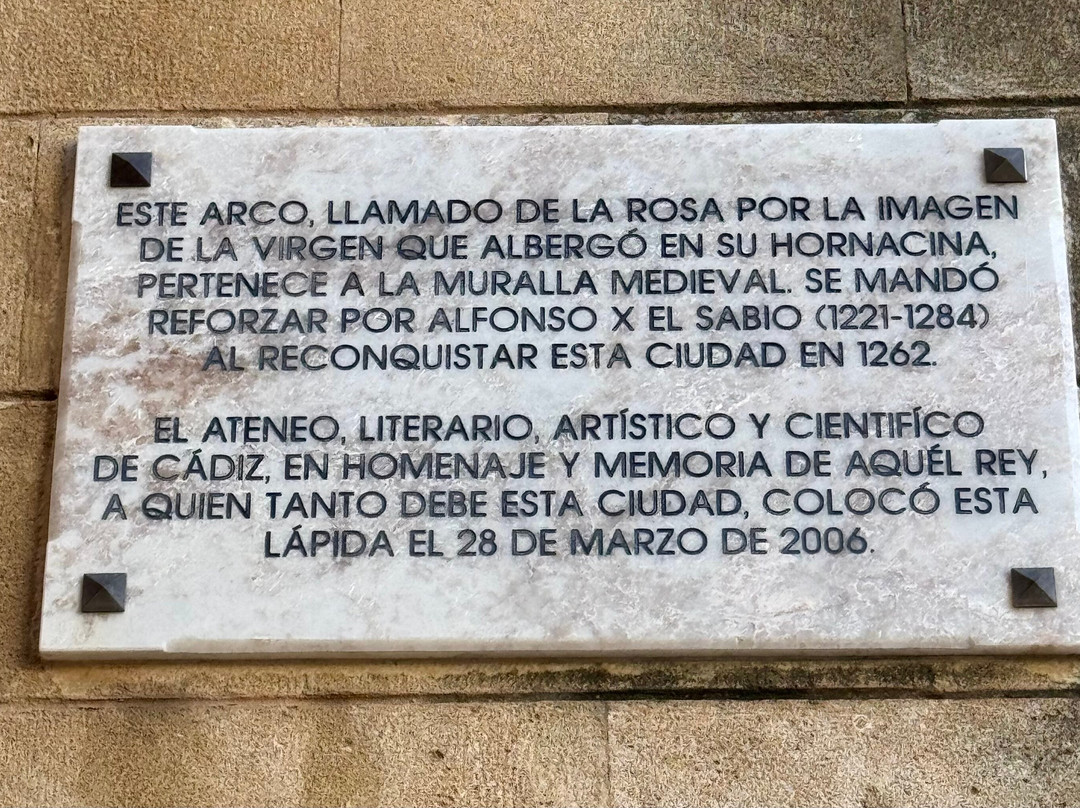 ESTE ARCO, LLAMADO DE LA ROSA POR LA IMAGEN
DE LA VIRGEN QUE ALBERGÓ EN SU HORNACINA,
PERTENECE A LA MURALLA MEDIEVAL. SE MANDÓ
REFORZAR POR ALFONSO X EL SABIO (1221-1284)
AL RECONQUISTAR ESTA CIUDAD EN 1262.
EL ATENEO, LITERARIO, ARTÍSTICO Y CIENTIFÍCO
DE CÁDIZ, EN HOMENAJE Y MEMORIA DE AQUÉL REY,
A QUIEN TANTO DEBE ESTA CIUDAD, COLOCÓ ESTA
LÁPIDA EL 28 DE MARZO DE 2006.